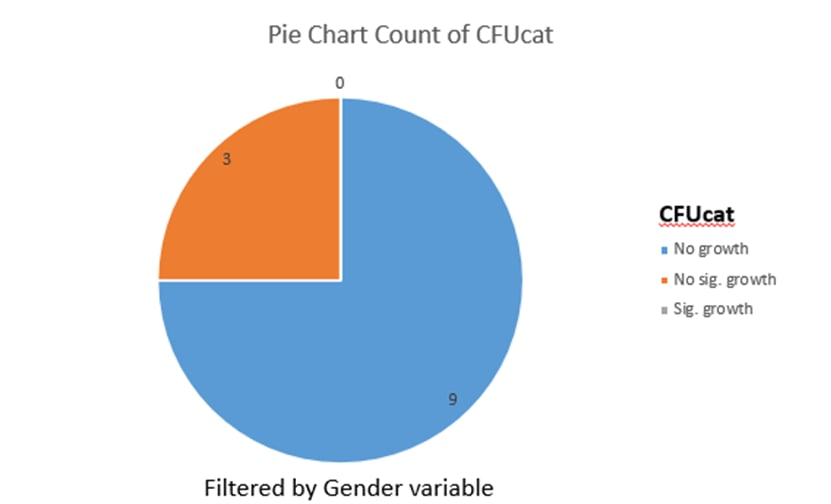 Pie Chart Count of CFUcat
0
3
9
CFUcat
No growth
No sig. growth
Sig. growth
Filtered by Gender variable